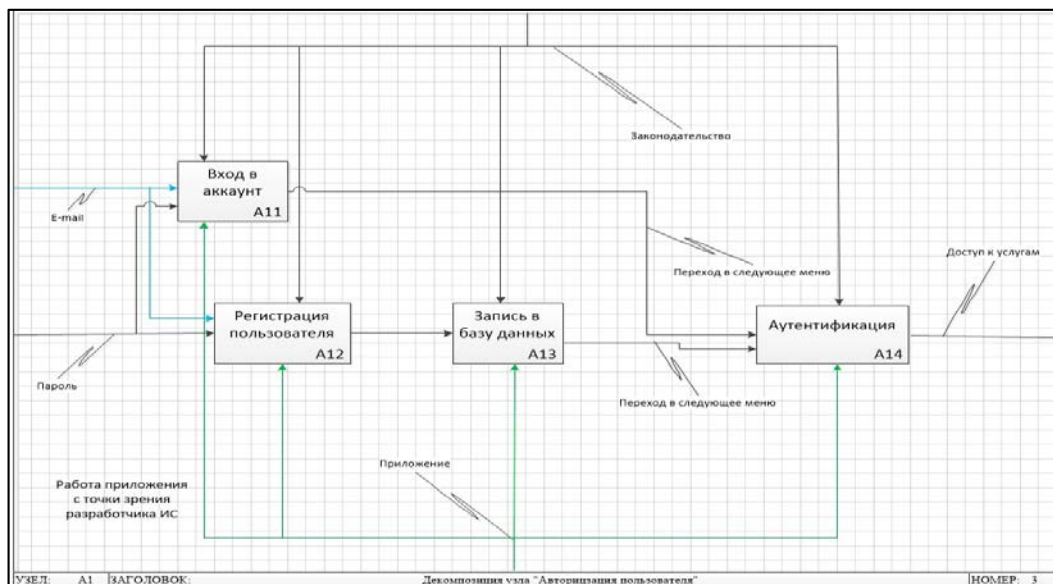 Законодательство
Вход в
аккаунт
A11
E-mail
Переход в следующее меню
Доступ к услугам
Регистрация
пользователя
A12
Запись в
базу данных
A13
Аутентификация
A14
Пароль
Переход в следующее меню
Приложение
Работа приложения
с точки зрения
разработчика ИС
УЗЕЛ: A1 ЗАГОЛОВОК: Декомпозиция узла "Авторизация пользователя" НОМЕР: 3